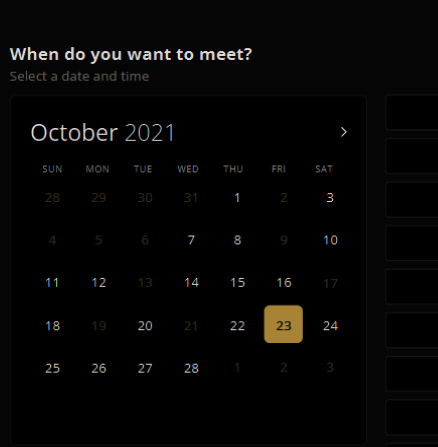 When do you want to meet?
Select a date and time
October 2021
SUN MON TUE WED THU FRI SAT
28 29 30 31 1 2 3
4 5 6 7 8 9 10
11 12 13 14 15 16 17
18 19 20 21 22 23 24
25 26 27 28 1 2 3